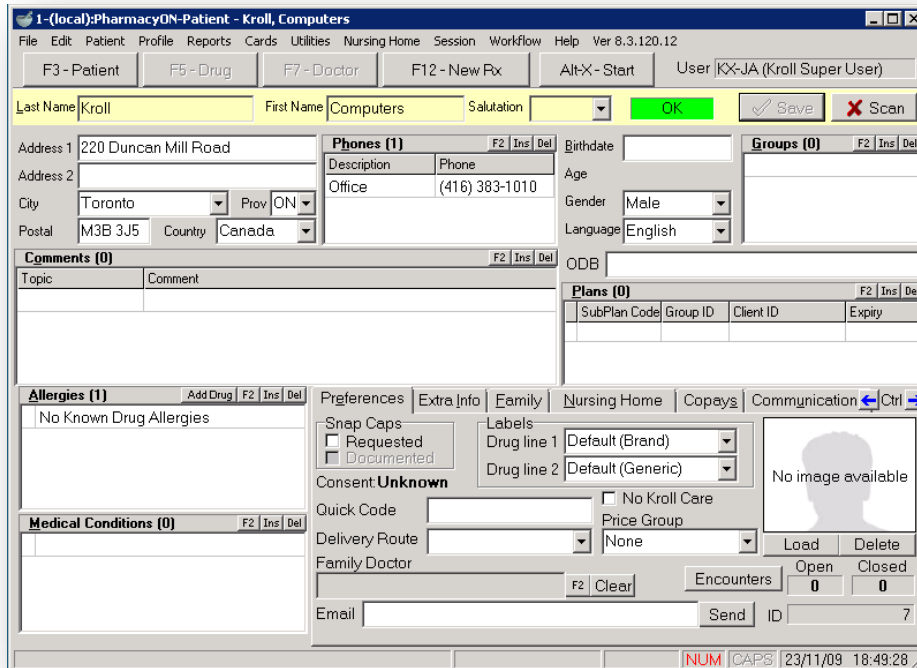 1-(local):PharmacyON-Patient - Kroll, Computers
File Edit Patient Profile Reports Cards Utilities Nursing Home Session Workflow Help Ver 8.3.120.12
F3 - Patient F5 - Drug F7 - Doctor F12 - New Rx Alt-X - Start User KX-JA (Kroll Super User)
Last Name Kroll First Name Computers Salutation OK Save Scan
Address 1 220 Duncan Mill Road
Address 2
City Toronto Prov ON
Postal M3B 3J5 Country Canada
Phones (1) F2 Ins Del
Description Phone
Office (416) 383-1010
Birthdate
Age
Gender Male
Language English
Groups (0) F2 Ins Del
Comments (0) F2 Ins Del
Topic Comment
ODB
Plans (0) F2 Ins De
SubPlan Code Group ID Client ID Expiry
Allergies (1) Add Drug F2 Ins Del
No Known Drug Allergies
Medical Conditions (0) F2 Ins Del
Preferences Extra Info Family Nursing Home Copays Communication Ctrl
Snap Caps
Requested
Documented
Consent: Unknown
Labels
Drug line 1 Default (Brand)
Drug line 2 Default (Generic)
No image available
Quick Code
No Kroll Care
Price Group
Delivery Route None
Load Delete
Family Doctor
F2 Clear
Encounters
Open Closed
0 0
Email Send ID 7
NUM CAPS 23/11/09 18:49:28